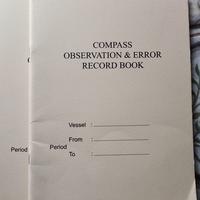 COMPASS
OBSERVATION & ERROR
RECORD BOOK
Vessel :
From :
Period
To :
Period